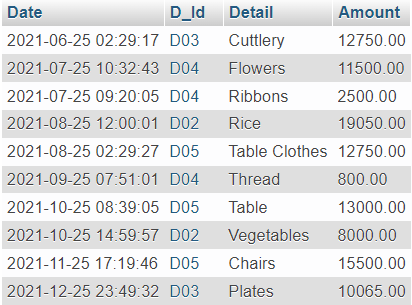 Date D_Id Detail Amount
2021-06-25 02:29:17 D03 Cuttlery 12750.00
2021-07-25 10:32:43 D04 Flowers 11500.00
2021-07-25 09:20:05 D04 Ribbons 2500.00
2021-08-25 12:00:01 D02 Rice 19050.00
2021-08-25 02:29:27 D05 Table Clothes 12750.00
2021-09-25 07:51:01 D04 Thread 800.00
2021-10-25 08:39:05 D05 Table 13000.00
2021-10-25 14:59:57 D02 Vegetables 8000.00
2021-11-25 17:19:46 D05 Chairs 15500.00
2021-12-25 23:49:32 D03 Plates 10065.00